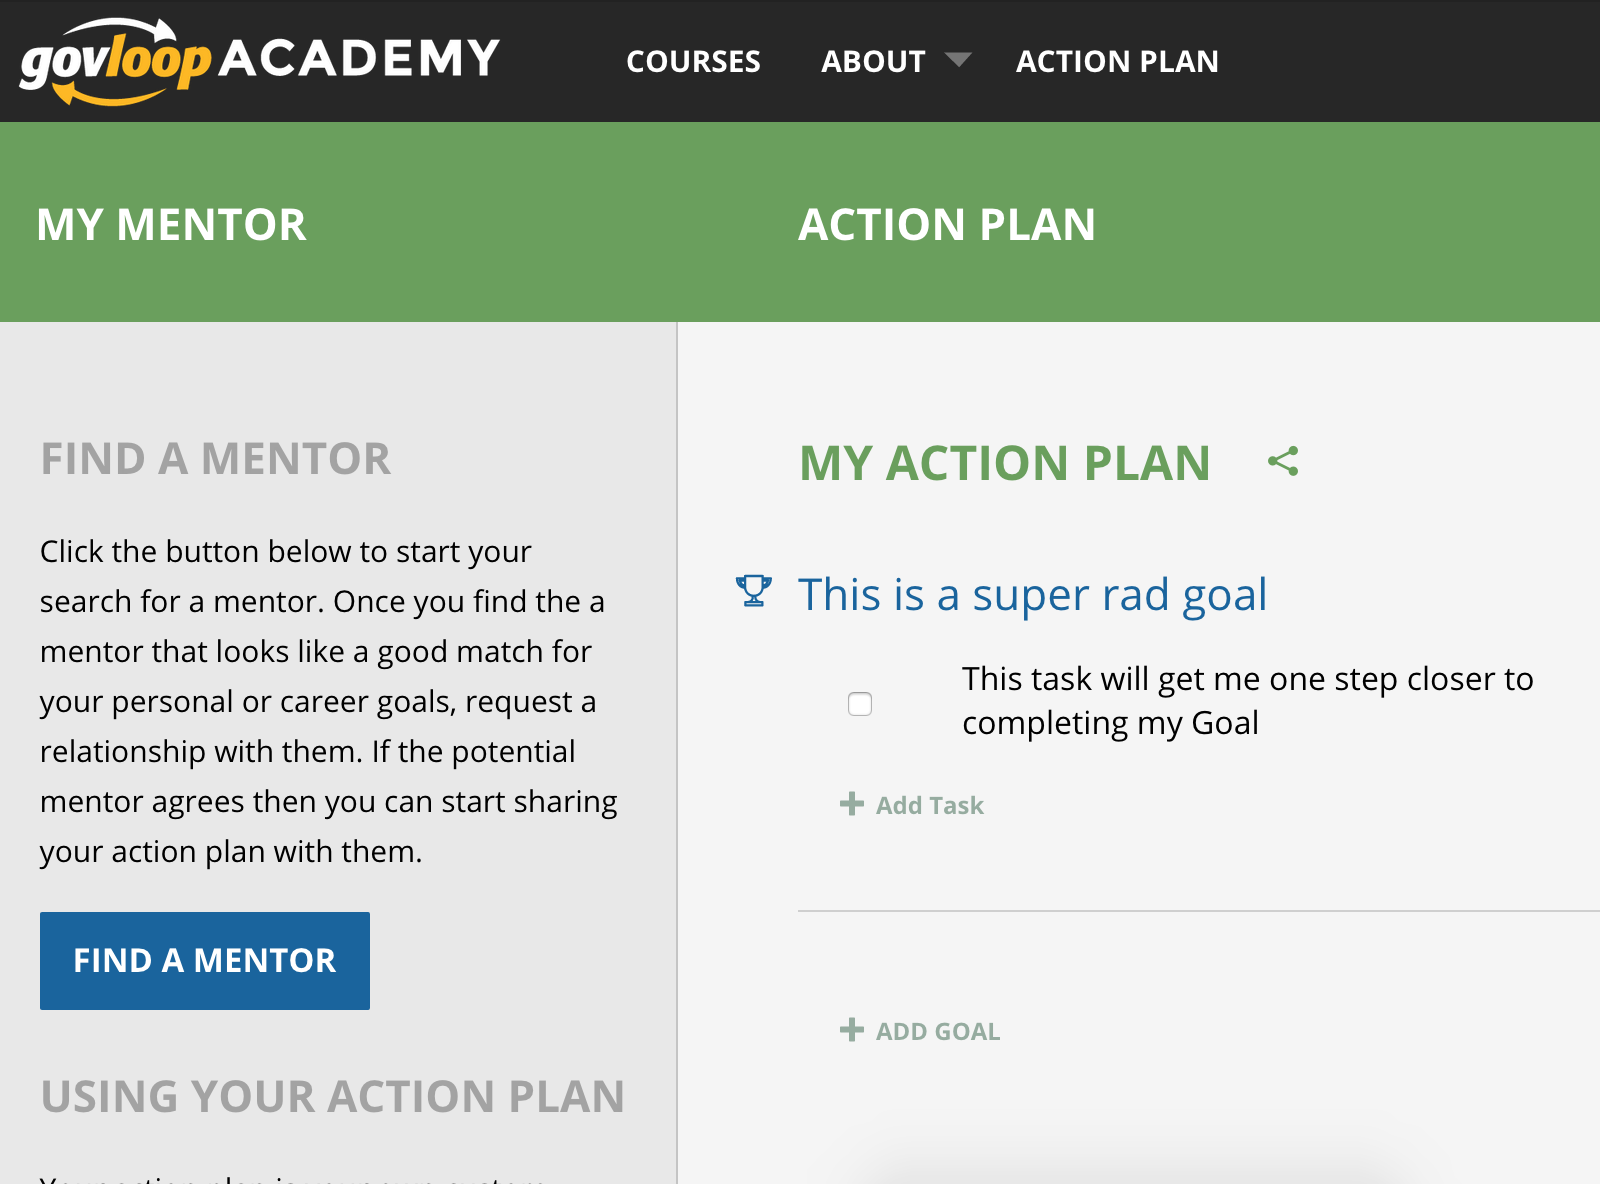 govloop ACADEMY
COURSES
ABOUT
ACTION PLAN
MY MENTOR
ACTION PLAN
FIND A MENTOR
Click the button below to start your
search for a mentor. Once you find the a
mentor that looks like a good match for
your personal or career goals, request a
relationship with them. If the potential
mentor agrees then you can start sharing
your action plan with them.
FIND A MENTOR
USING YOUR ACTION PLAN
MY ACTION PLAN
This is a super rad goal
This task will get me one step closer to
completing my Goal
Add Task
ADD GOAL